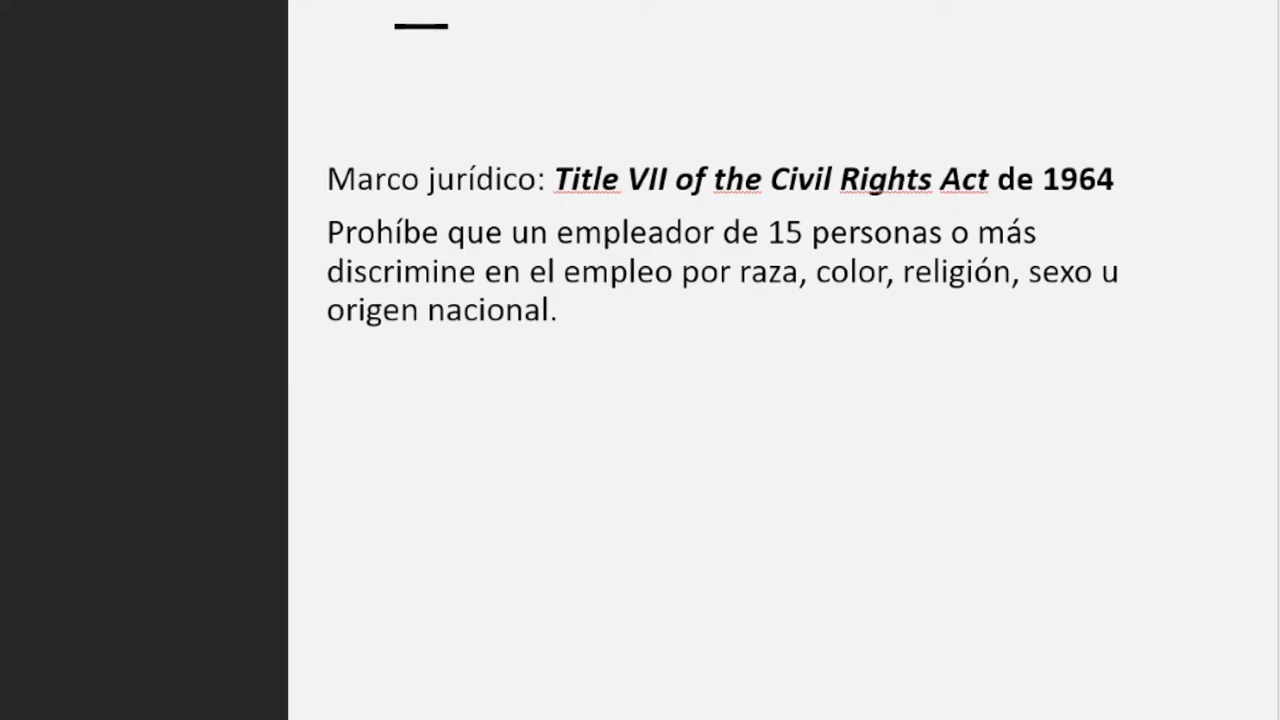 Marco jurídico: Title VII of the Civil Rights Act de 1964
Prohíbe que un empleador de 15 personas o más
discrimine en el empleo por raza, color, religión, sexo u
origen nacional.